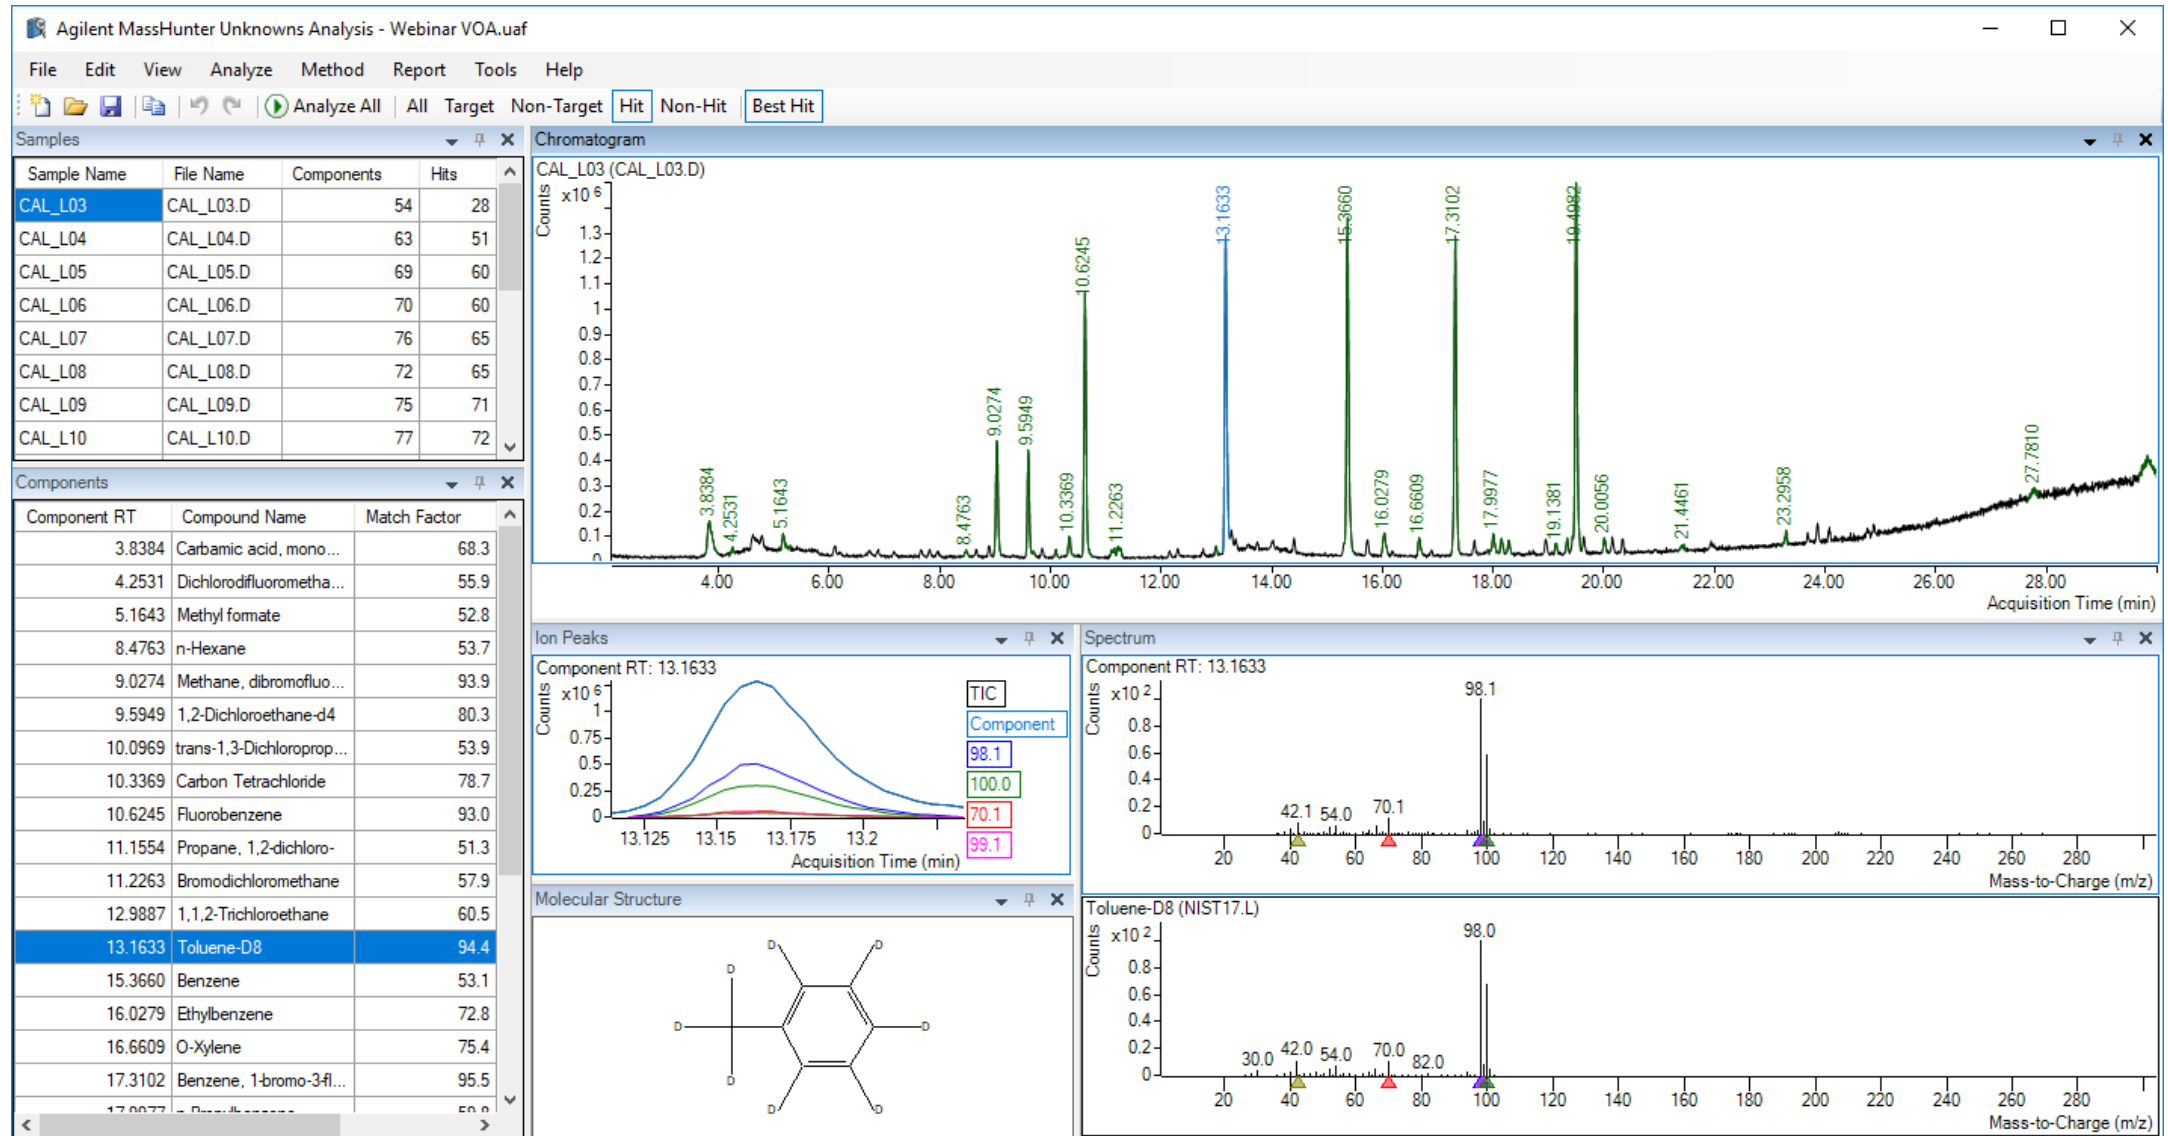 Agilent MassHunter Unknowns Analysis - Webinar VOA.uaf
File Edit View Analyze Method Report Tools Help
Analyze All All Target Non-Target Hit Non-Hit Best Hit
Samples
Sample Name File Name Components Hits
CAL_L03 CAL_L03.D 54 28
CAL_L04 CAL_L04.D 63 51
CAL_L05 CAL_L05.D 69 60
CAL_L06 CAL_L06.D 70 60
CAL_L07 CAL_L07.D 76 65
CAL_L08 CAL_L08.D 72 65
CAL_L09 CAL_L09.D 75 71
CAL_L10 CAL_L10.D 77 72
Components
Component RT Compound Name Match Factor
3.8384 Carbamic acid, mono... 68.3
4.2531 Dichlorodifluorometha... 55.9
5.1643 Methyl formate 52.8
8.4763 n-Hexane 53.7
9.0274 Methane, dibromofluo... 93.9
9.5949 1,2-Dichloroethane-d4 80.3
10.0969 trans-1,3-Dichloroprop... 53.9
10.3369 Carbon Tetrachloride 78.7
10.6245 Fluorobenzene 93.0
11.1554 Propane, 1,2-dichloro- 51.3
11.2263 Bromodichloromethane 57.9
12.9887 1,1,2-Trichloroethane 60.5
13.1633 Toluene-D8 94.4
15.3660 Benzene 53.1
16.0279 Ethylbenzene 72.8
16.6609 O-Xylene 75.4
17.3102 Benzene, 1-bromo-3-fl... 95.5
Chromatogram
CAL_L03 (CAL_L03.D)
Counts
x10 6
1.3
1.2
1.1
1
0.9
0.8
0.7
0.6
0.5
0.4
0.3
0.2
0.1
0
3.8384
4.2531
5.1643
8.4763
9.0274
9.5949
10.3369
10.6245
11.2263
13.1633
15.3660
16.0279
16.6609
17.3102
17.9977
19.1381
19.4982
20.0056
21.4461
23.2958
27.7810
4.00 6.00 8.00 10.00 12.00 14.00 16.00 18.00 20.00 22.00 24.00 26.00 28.00
Acquisition Time (min)
Ion Peaks
Component RT: 13.1633
Counts
x10 6
1
0.75
0.5
0.25
0
TIC
Component
98.1
100.0
70.1
99.1
13.125 13.15 13.175 13.2
Acquisition Time (min)
Molecular Structure
D D
D
D D
D
D D
Spectrum
Component RT: 13.1633
Counts
x10 2
0.8
0.6
0.4
0.2
0
98.1
42.1 54.0 70.1
20 40 60 80 100 120 140 160 180 200 220 240 260 280
Mass-to-Charge (m/z)
Toluene-D8 (NIST17.L)
Counts
x10 2
0.8
0.6
0.4
0.2
0
98.0
30.0 42.0 54.0 70.0 82.0
20 40 60 80 100 120 140 160 180 200 220 240 260 280
Mass-to-Charge (m/z)